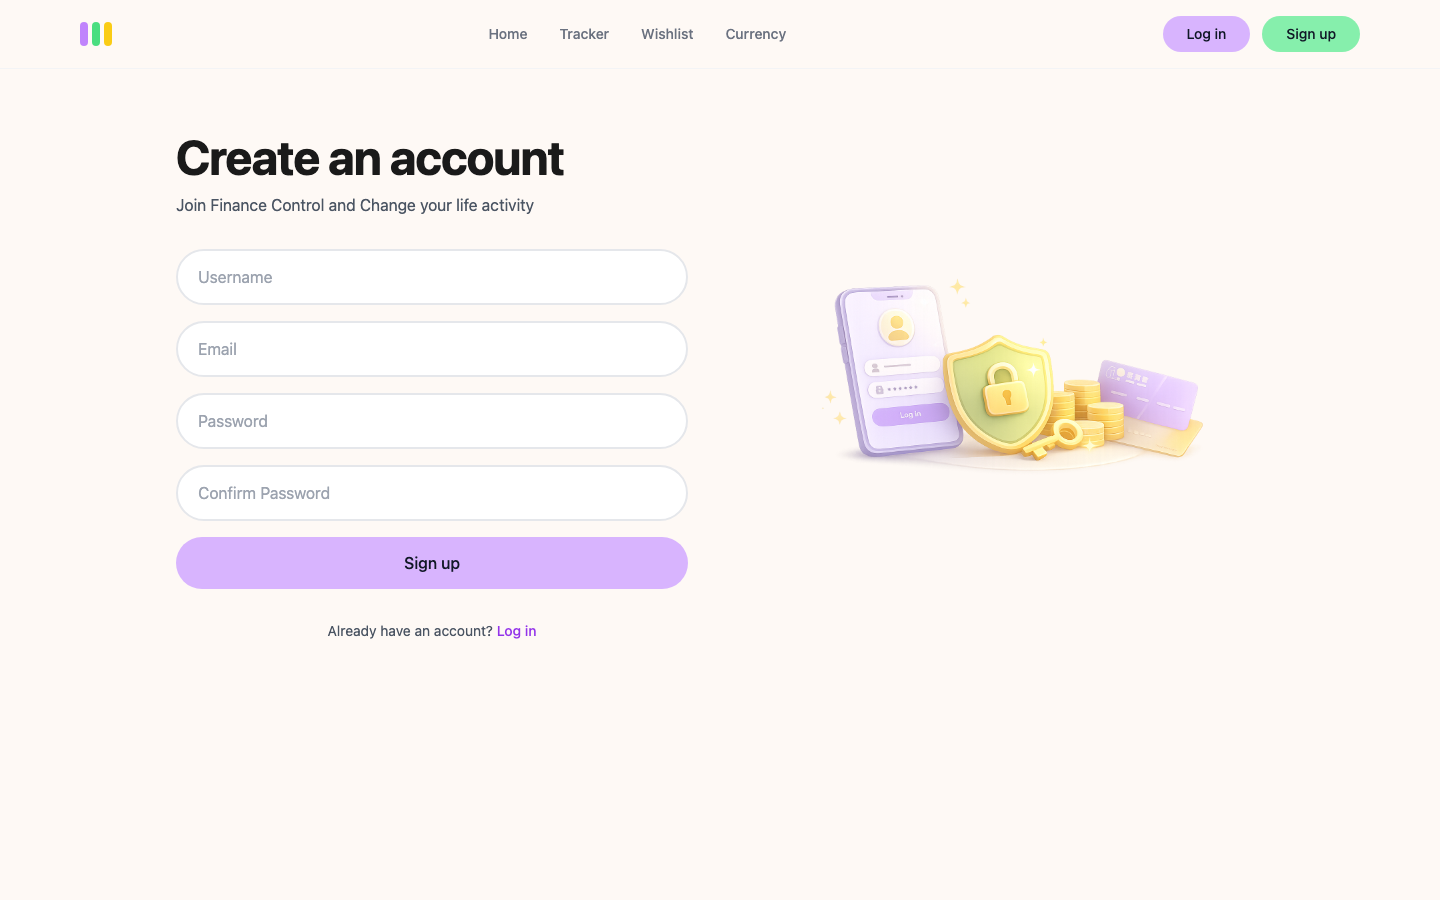 Home
Tracker
Wishlist
Currency
Log in
Sign up
Create an account
Join Finance Control and Change your life activity
Username
Email
Password
Confirm Password
Sign up
Already have an account? Log in
Log in